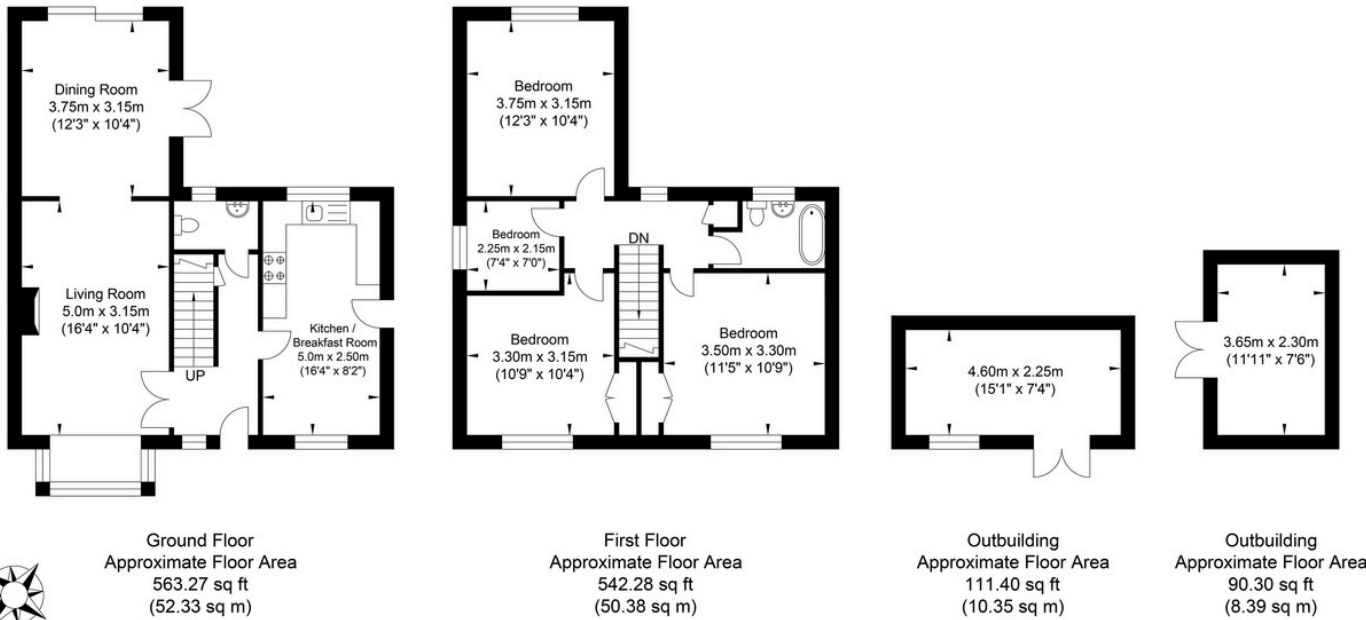 Dining Room
3.75m x 3.15m
(12'3" x 10'4")
Living Room
5.0m x 3.15m
(16'4" x 10'4")
UP
Kitchen /
Breakfast Room
5.0m x 2.50m
(16'4" x 8'2")
Ground Floor
Approximate Floor Area
563.27 sq ft
(52.33 sq m)
Bedroom
3.75m x 3.15m
(12'3" x 10'4")
Bedroom
2.25m x 2.15m
(7'4" x 7'0")
DN
Bedroom
3.30m x 3.15m
(10'9" x 10'4")
Bedroom
3.50m x 3.30m
(11'5" x 10'9")
First Floor
Approximate Floor Area
542.28 sq ft
(50.38 sq m)
4.60m x 2.25m
(15'1" x 7'4")
Outbuilding
Approximate Floor Area
111.40 sq ft
(10.35 sq m)
3.65m x 2.30m
(11'11" x 7'6")
Outbuilding
Approximate Floor Area
90.30 sq ft
(8.39 sq m)